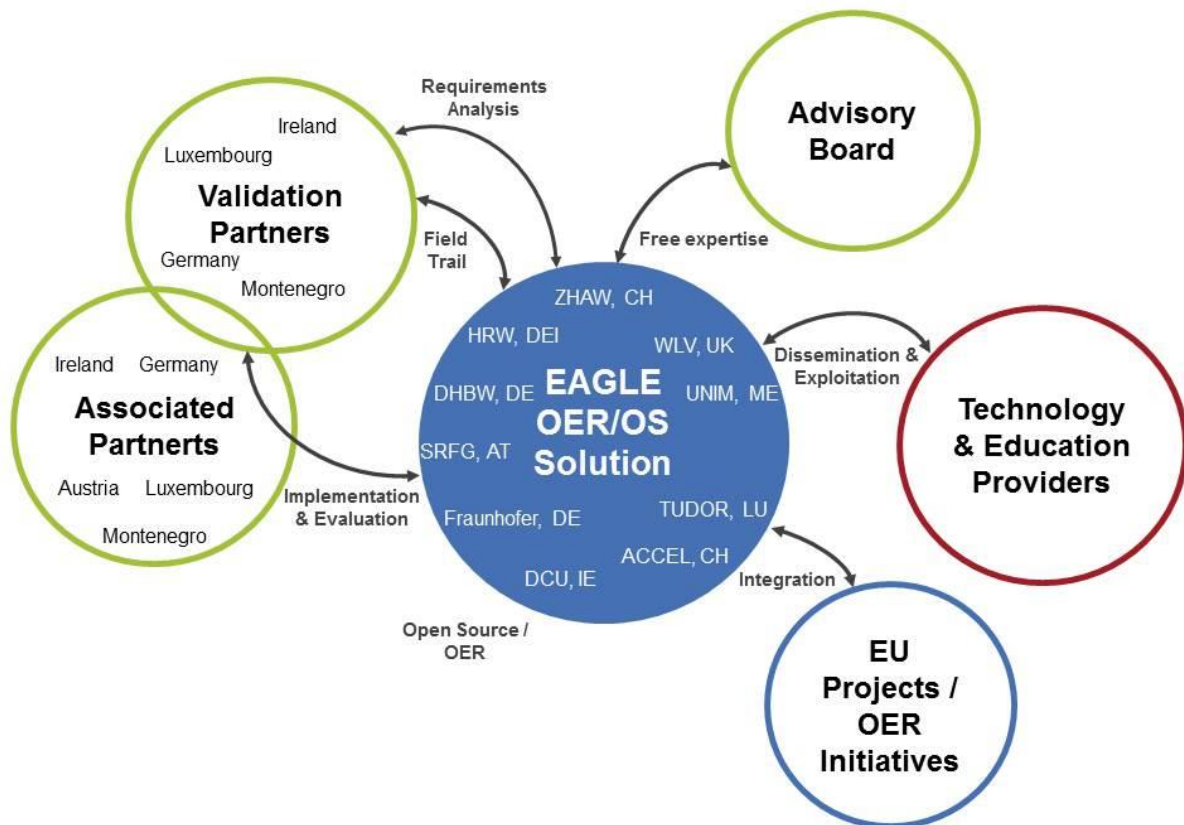 Requirements
Analysis
Advisory
Board
Ireland
Luxembourg
Validation
Partners
Germany
Montenegro
Field
Trail
Free expertise
Ireland Germany
Associated
Partnerts
Austria Luxembourg
Montenegro
Implementation
& Evaluation
ZHAW, CH
HRW, DEI
WLV, UK
DHBW, DE
UNIM, ME
EAGLE
OER/OS
Solution
SRFG, AT
Fraunhofer, DE
TUDOR, LU
ACCEL, CH
DCU, IE
Dissemination &
Exploitation
Technology
& Education
Providers
Integration
Open Source /
OER
EU
Projects /
OER
Initiatives